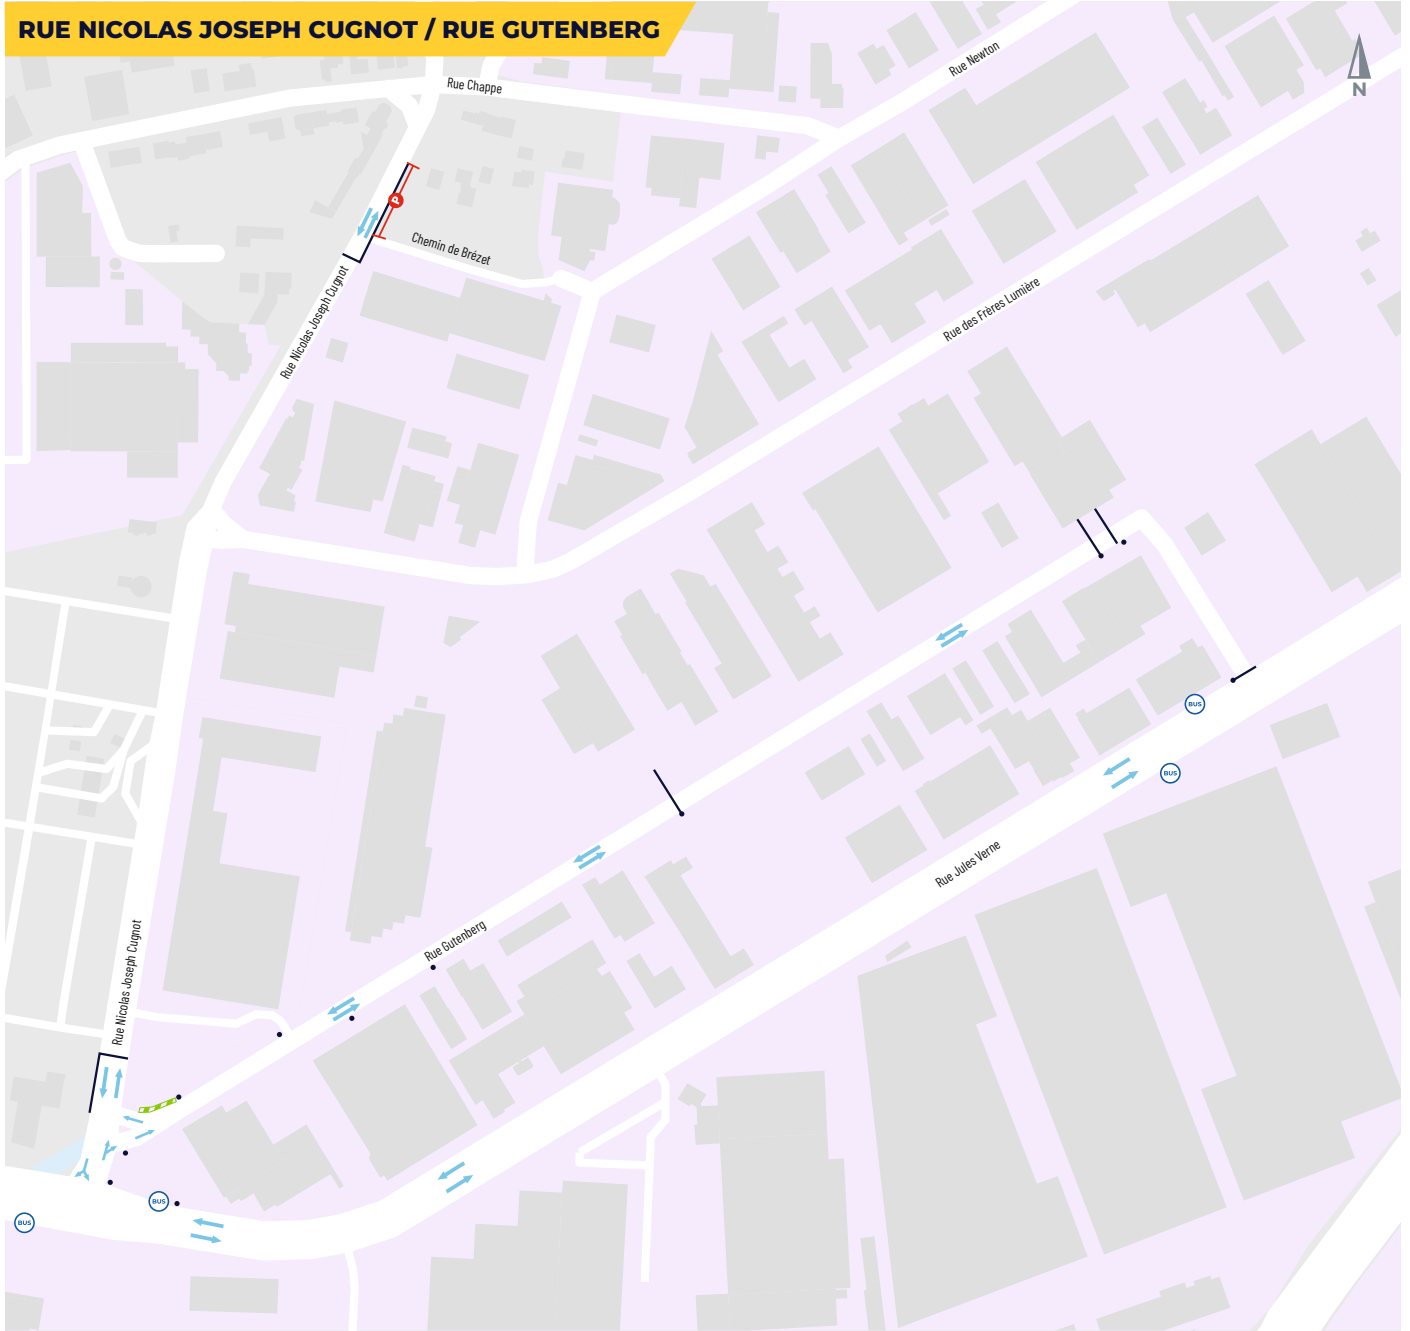 RUE NICOLAS JOSEPH CUGNOT / RUE GUTENBERG
Rue Newton
Rue Chappe
N
P
Chemin de Brézet
Rue Nicolas Joseph Cugnot
Rue des Frères Lumière
BUS
BUS
Rue Jules Verne
Rue Gutenberg
Rue Nicolas Joseph Cugnot
BUS
BUS